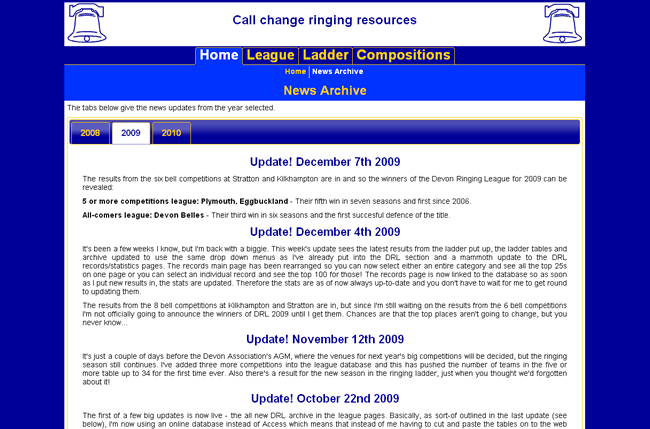 Call change ringing resources
Home League Ladder Compositions
Home News Archive
News Archive
The tabs below give the news updates from the year selected.
2008 2009 2010
Update! December 7th 2009
The results from the six bell competitions at Stratton and Kilkhampton are in and so the winners of the Devon Ringing League for 2009 can be
revealed:
5 or more competitions league: Plymouth, Eggbuckland - Their fifth win in seven seasons and first since 2006.
All-comers league: Devon Belles - Their third win in six seasons and the first succesful defence of the title.
Update! December 4th 2009
It's been a few weeks I know, but I'm back with a biggie. This week's update sees the latest results from the ladder put up, the ladder tables and
archive updated to use the same drop down menus as I've already put into the DRL section and a mammoth update to the DRL
records/statistics pages. The records main page has been rearranged so you can now select either an entire category and see all the top 25s
on one page or you can select an individual record and see the top 100 for those! The records page is now linked to the database so as soon
as I put new results in, the stats are updated. Therefore the stats are as of now always up-to-date and you don't have to wait for me to get round
to updating them.
The results from the 8 bell competitions at Kilkhampton and Stratton are in, but since I'm still waiting on the results from the 6 bell competitions
I'm not officially going to announce the winners of DRL 2009 until I get them. Chances are that the top places aren't going to change, but you
never know...
Update! November 12th 2009
It's just a couple of days before the Devon Association's AGM, where the venues for next year's big competitions will be decided, but the ringing
season still continues. I've added three more competitions into the league database and this has pushed the number of teams in the five or
more table up to 34 for the first time ever. Also there's a result for the new season in the ringing ladder, just when you thought we'd forgotten
about it!
Update! October 22nd 2009
The first of a few big updates is now live - the all new DRL archive in the league pages. Basically, as sort-of outlined in the last update (see
below), I'm now using an online database instead of Access which means that instead of me having to cut and paste the tables on to the web